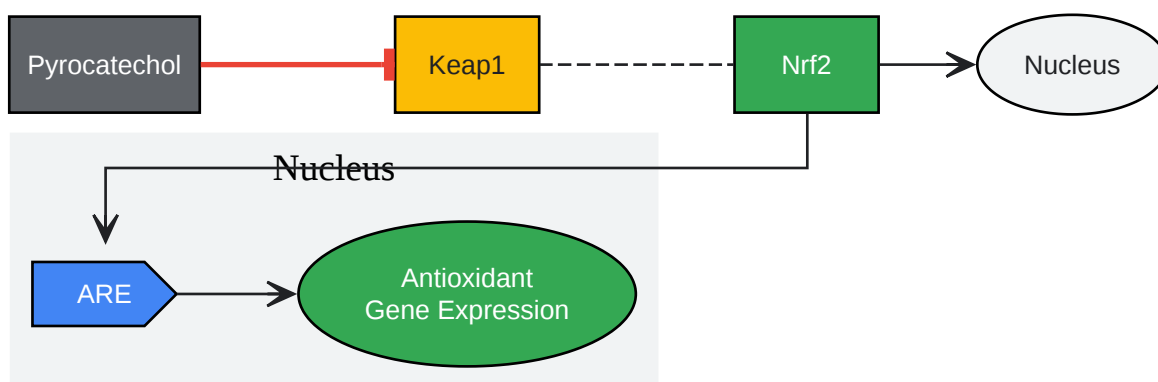 Pyrocatechol
Keap1
Nrf2
Nucleus
Nucleus
ARE
Antioxidant
Gene Expression